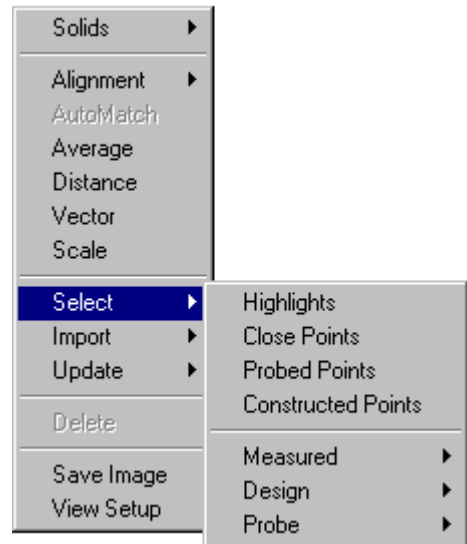 Solids
Alignment
AutoMatch
Average
Distance
Vector
Scale
Select
Import
Update
Delete
Save Image
View Setup
Highlights
Close Points
Probed Points
Constructed Points
Measured
Design
Probe